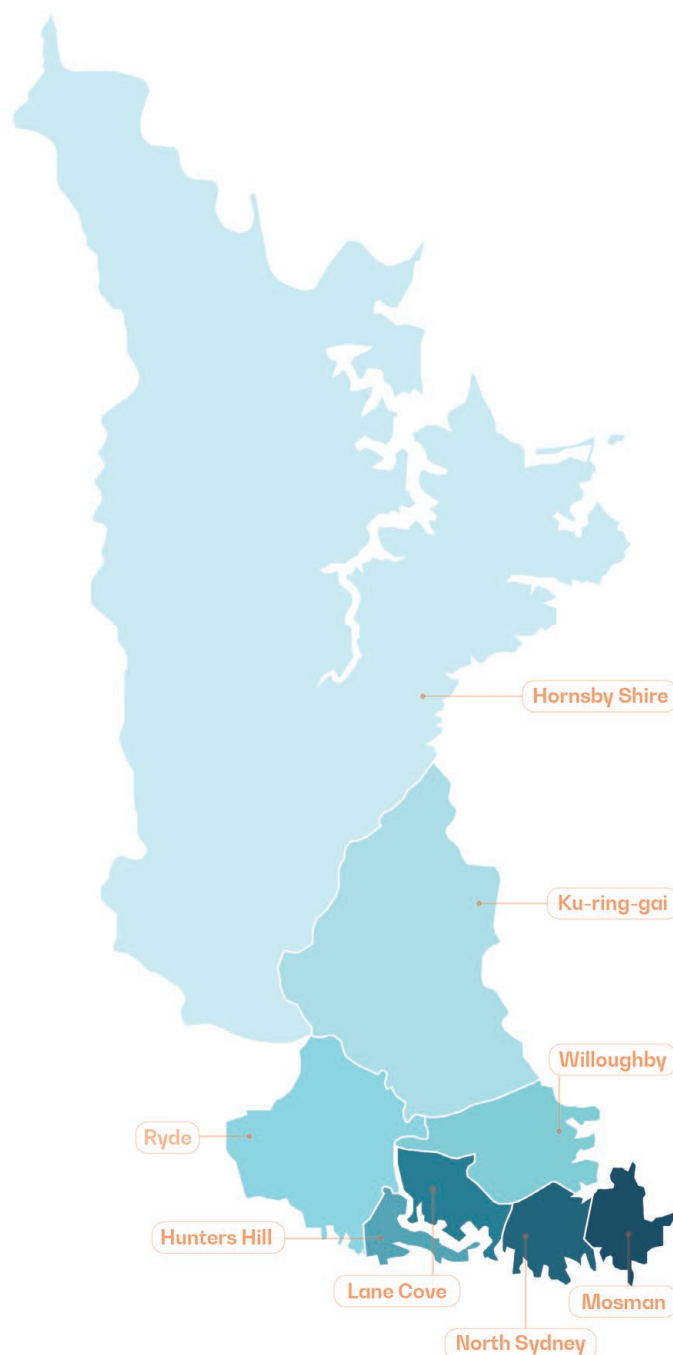 Hornsby Shire
Ku-ring-gai
Willoughby
Ryde
Hunters Hill
Lane Cove
Mosman
North Sydney